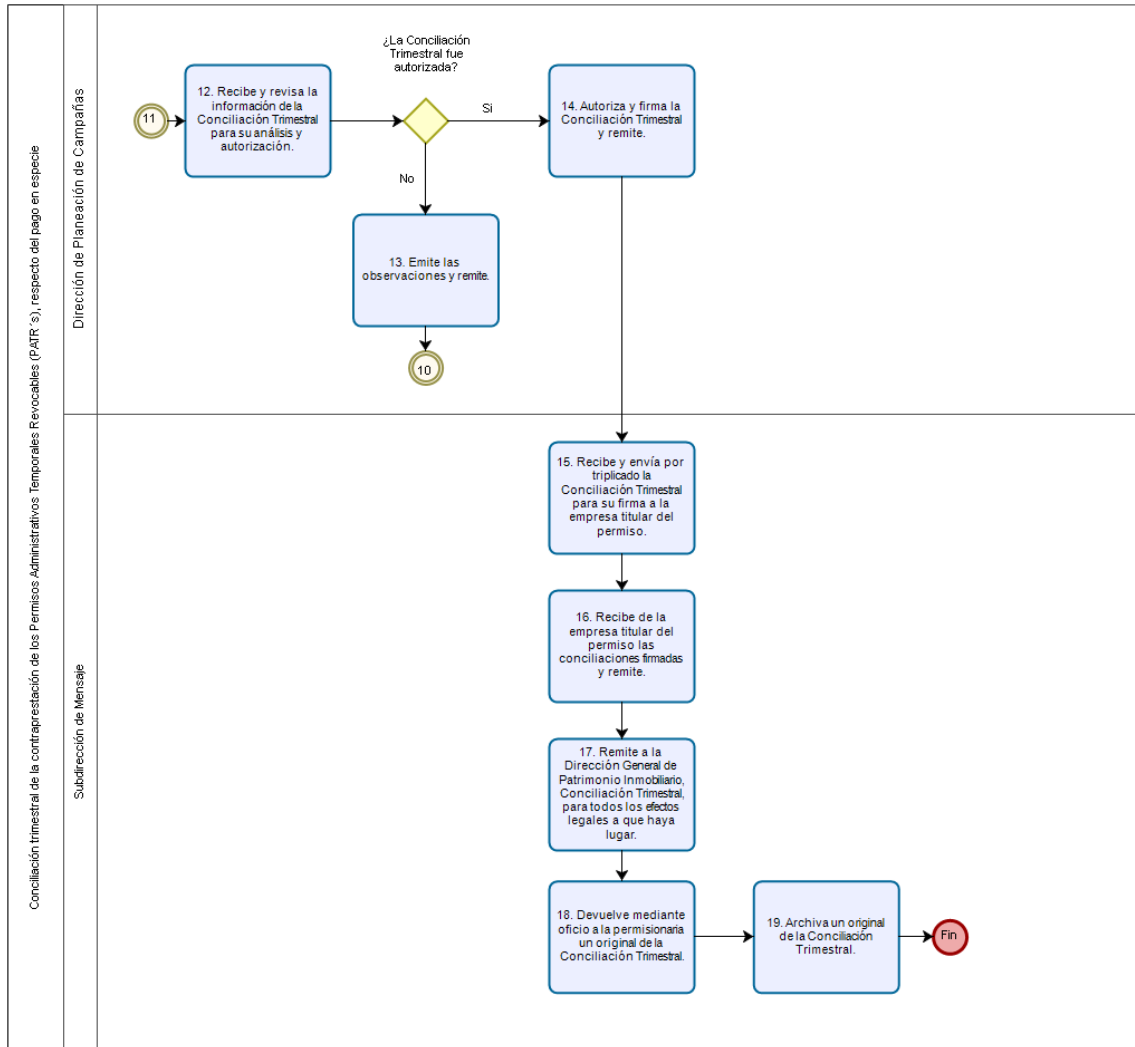 Conciliación trimestral de la contraprestación de los Permisos Administrativos Temporales Revocables (PATR´s), respecto del pago en especie
Dirección de Planeación de Campañas
11
12. Recibe y revisa la
información de la
Conciliación Trimestral
para su análisis y
autorización.
¿La Conciliación
Trimestral fue
autorizada?
Si
14. Autoriza y firma la
Conciliación Trimestral
y remite.
No
13. Emite las
observaciones y remite.
10
Subdirección de Mensaje
15. Recibe y envía por
triplicado la
Conciliación Trimestral
para su firma a la
empresa titular del
permiso.
16. Recibe de la
empresa titular del
permiso las
conciliaciones firmadas
y remite.
17. Remite a la
Dirección General de
Patrimonio Inmobiliario,
Conciliación Trimestral,
para todos los efectos
legales a que haya
lugar.
18. Devuelve mediante
oficio a la permisionaria
un original de la
Conciliación Trimestral.
19. Archiva un original
de la Conciliación
Trimestral.
Fin